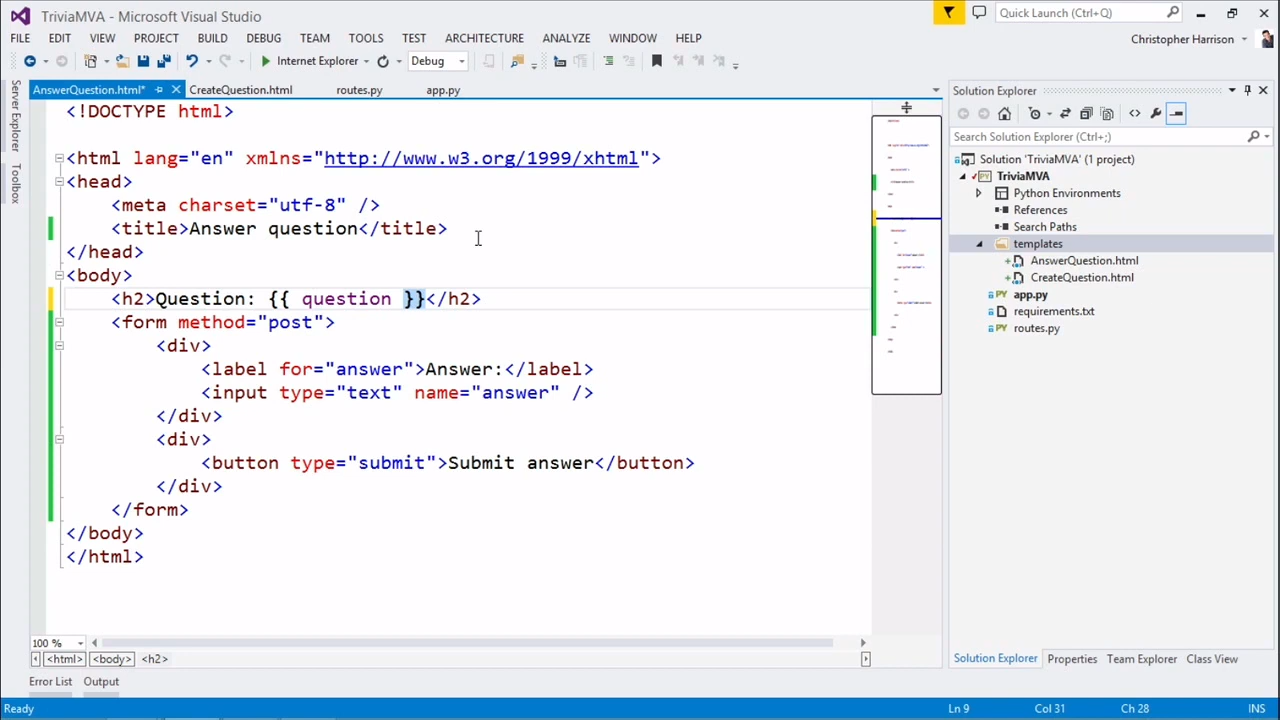 TriviaMVA - Microsoft Visual Studio
Quick Launch (Ctrl+Q)
FILE EDIT VIEW PROJECT BUILD DEBUG TEAM TOOLS TEST ARCHITECTURE ANALYZE WINDOW HELP
Christopher Harrison
Internet Explorer
Debug
Server Explorer
Toolbox
AnswerQuestion.html* CreateQuestion.html routes.py app.py
<!DOCTYPE html>
<html lang="en" xmlns="http://www.w3.org/1999/xhtml">
<head>
<meta charset="utf-8" />
<title>Answer question</title>
</head>
<body>
<h2>Question: {{ question }}</h2>
<form method="post">
<div>
<label for="answer">Answer:</label>
<input type="text" name="answer" />
</div>
<div>
<button type="submit">Submit answer</button>
</div>
</form>
</body>
</html>
100 %
<html> <body> <h2>
Error List Output
Solution Explorer
Search Solution Explorer (Ctrl+;)
Solution 'TriviaMVA' (1 project)
TriviaMVA
Python Environments
References
Search Paths
templates
AnswerQuestion.html
CreateQuestion.html
app.py
requirements.txt
routes.py
Solution Explorer Properties Team Explorer Class View
Ready Ln 9 Col 31 Ch 28 INS